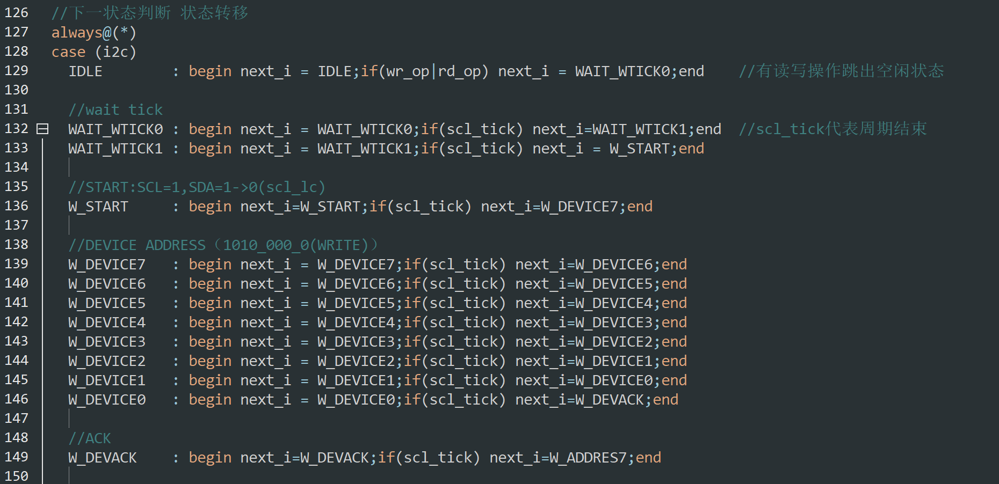 126 //下一状态判断 状态转移
127 always@(*)
128 case (i2c)
129 IDLE : begin next_i = IDLE;if(wr_op|rd_op) next_i = WAIT_WTICK0;end //有读写操作跳出空闲状态
130
131 //wait tick
132 WAIT_WTICK0 : begin next_i = WAIT_WTICK0;if(scl_tick) next_i=WAIT_WTICK1;end //scl_tick代表周期结束
133 WAIT_WTICK1 : begin next_i = WAIT_WTICK1;if(scl_tick) next_i = W_START;end
134
135 //START:SCL=1,SDA=1->0(scl_lc)
136 W_START : begin next_i=W_START;if(scl_tick) next_i=W_DEVICE7;end
137
138 //DEVICE ADDRESS（1010_000_0(WRITE)）
139 W_DEVICE7 : begin next_i = W_DEVICE7;if(scl_tick) next_i=W_DEVICE6;end
140 W_DEVICE6 : begin next_i = W_DEVICE6;if(scl_tick) next_i=W_DEVICE5;end
141 W_DEVICE5 : begin next_i = W_DEVICE5;if(scl_tick) next_i=W_DEVICE4;end
142 W_DEVICE4 : begin next_i = W_DEVICE4;if(scl_tick) next_i=W_DEVICE3;end
143 W_DEVICE3 : begin next_i = W_DEVICE3;if(scl_tick) next_i=W_DEVICE2;end
144 W_DEVICE2 : begin next_i = W_DEVICE2;if(scl_tick) next_i=W_DEVICE1;end
145 W_DEVICE1 : begin next_i = W_DEVICE1;if(scl_tick) next_i=W_DEVICE0;end
146 W_DEVICE0 : begin next_i = W_DEVICE0;if(scl_tick) next_i=W_DEVACK;end
147
148 //ACK
149 W_DEVACK : begin next_i=W_DEVACK;if(scl_tick) next_i=W_ADDRES7;end
150